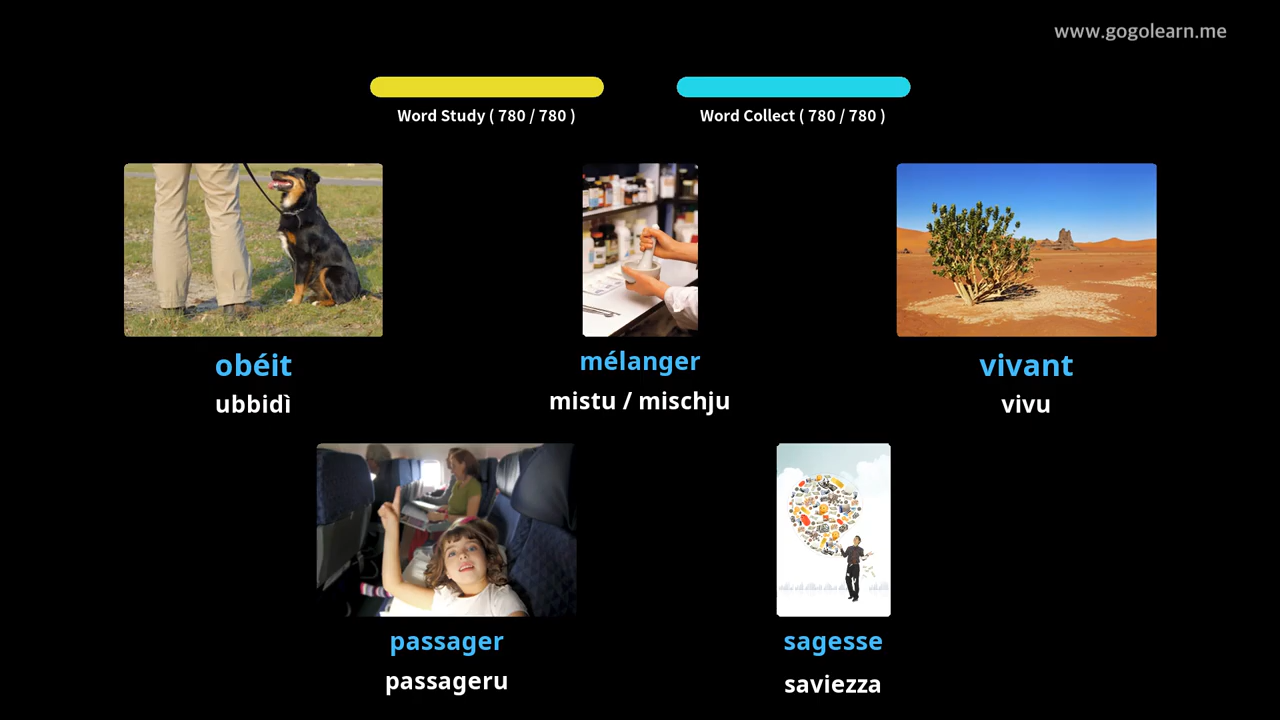 www.gogolearn.me
Word Study ( 780 / 780 )
Word Collect ( 780 / 780 )
obéit
ubbidì
mélanger
mistu / mischju
vivant
vivu
passager
passageru
sagesse
saviezza